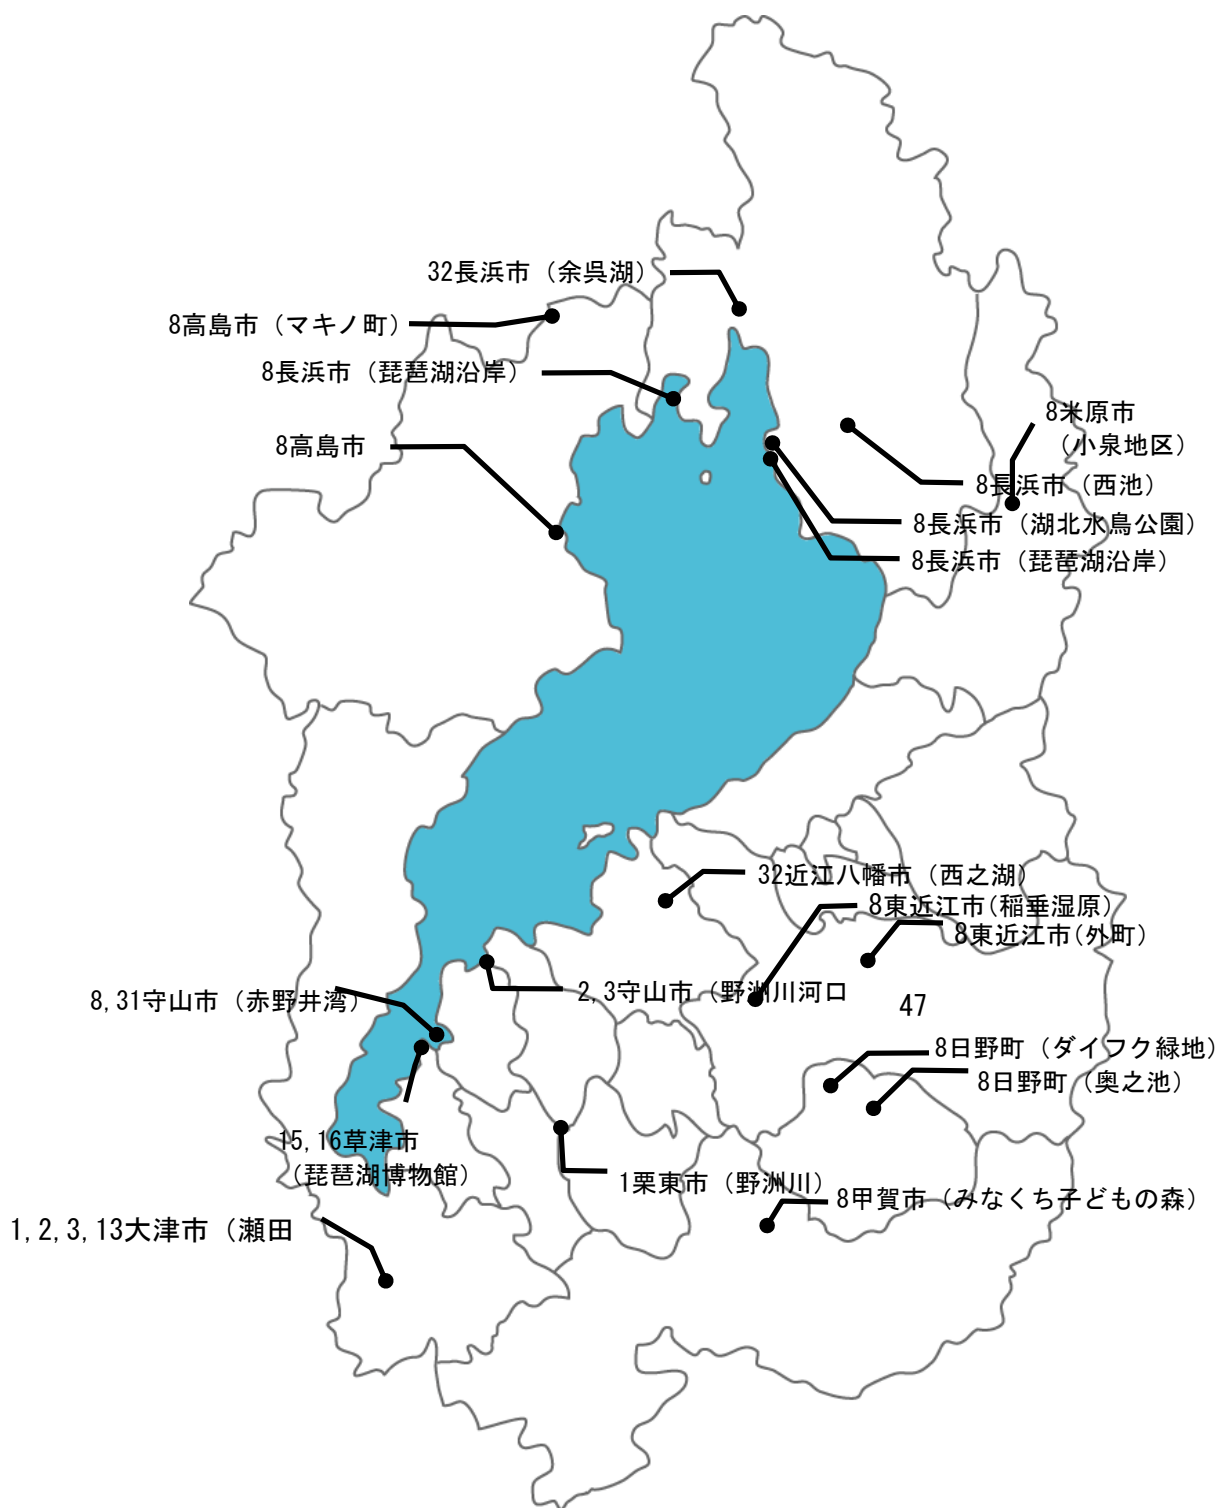 32長浜市（余呉湖）
8高島市（マキノ町）
8長浜市（琵琶湖沿岸）
8米原市
（小泉地区）
8高島市
8長浜市（西池）
8長浜市（湖北水鳥公園）
8長浜市（琵琶湖沿岸）
32近江八幡市（西之湖）
8東近江市(稲垂湿原)
8東近江市(外町)
2,3守山市（野洲川河口
8,31守山市（赤野井湾）
47
8日野町（ダイフク緑地）
8日野町（奥之池）
15,16草津市
（琵琶湖博物館）
1栗東市（野洲川）
8甲賀市（みなくち子どもの森）
1,2,3,13大津市（瀬田